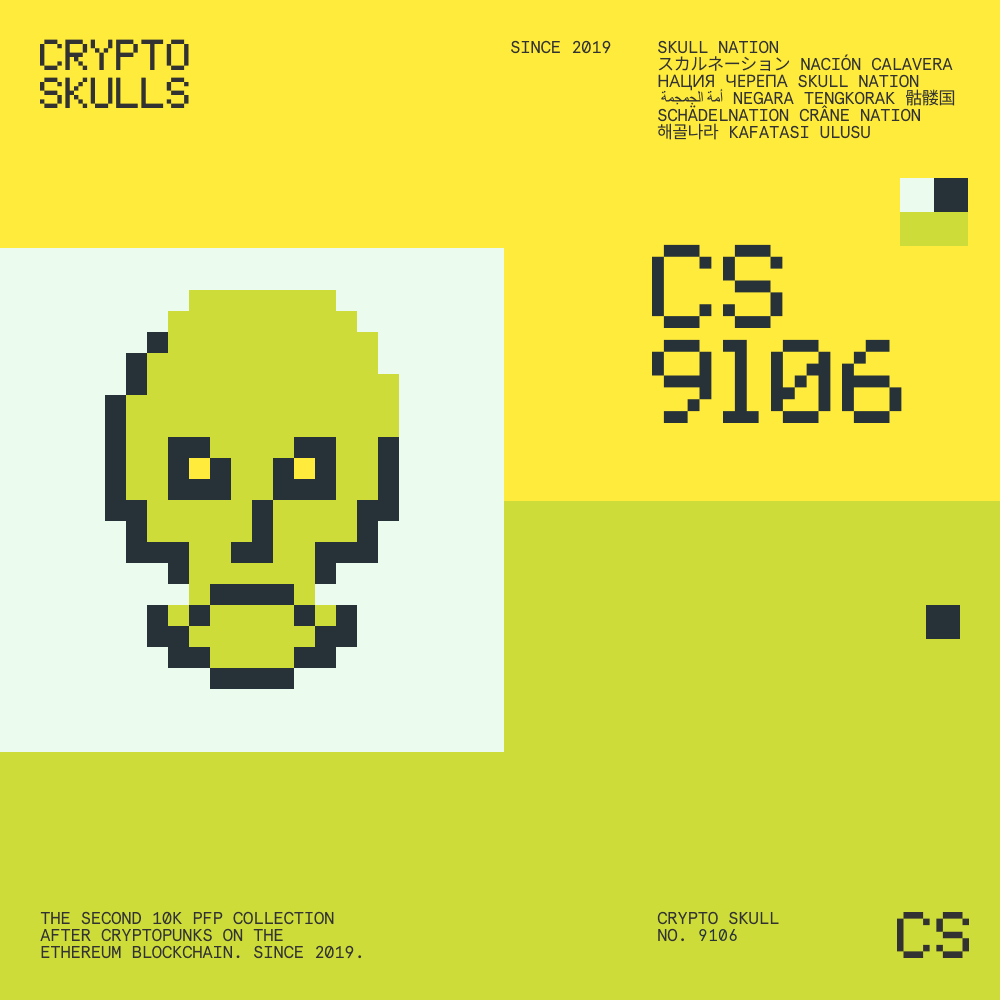 CRYPTO
SKULLS
SINCE 2019
SKULL NATION
スカルネーション NACIÓN CALAVERA
НАЦИЯ ЧЕРЕПА SKULL NATION
أمة الجمجمة NEGARA TENGKORAK 骷髅国
SCHÄDELNATION CRÂNE NATION
해골나라 KAFATASI ULUSU
CS
9106
THE SECOND 10K PFP COLLECTION
AFTER CRYPTOPUNKS ON THE
ETHEREUM BLOCKCHAIN. SINCE 2019.
CRYPTO SKULL
NO. 9106
CS